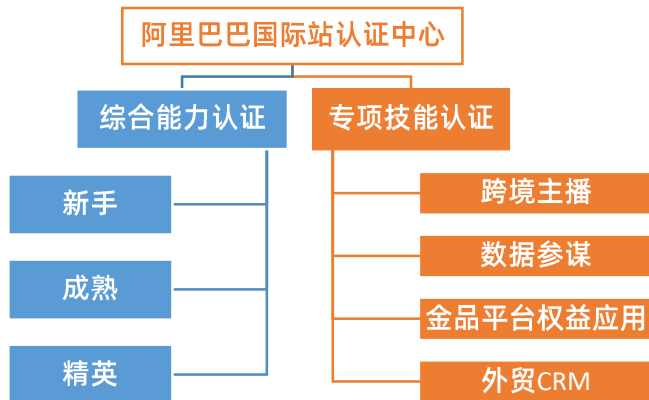 阿里巴巴国际站认证中心
综合能力认证
专项技能认证
新手
成熟
精英
跨境主播
数据参谋
金品平台权益应用
外贸CRM